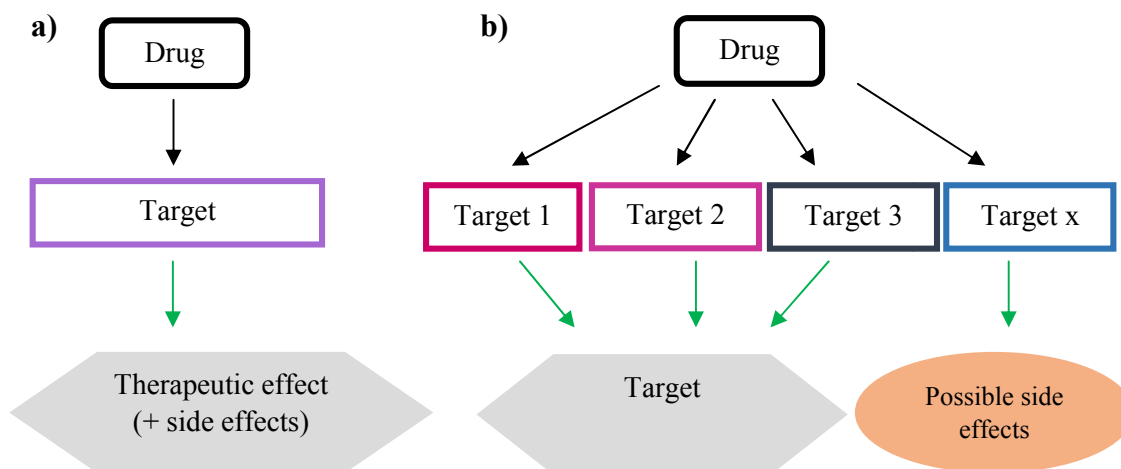 a)
Drug
Target
Therapeutic effect
(+ side effects)
b)
Drug
Target 1
Target 2
Target 3
Target x
Target
Possible side
effects